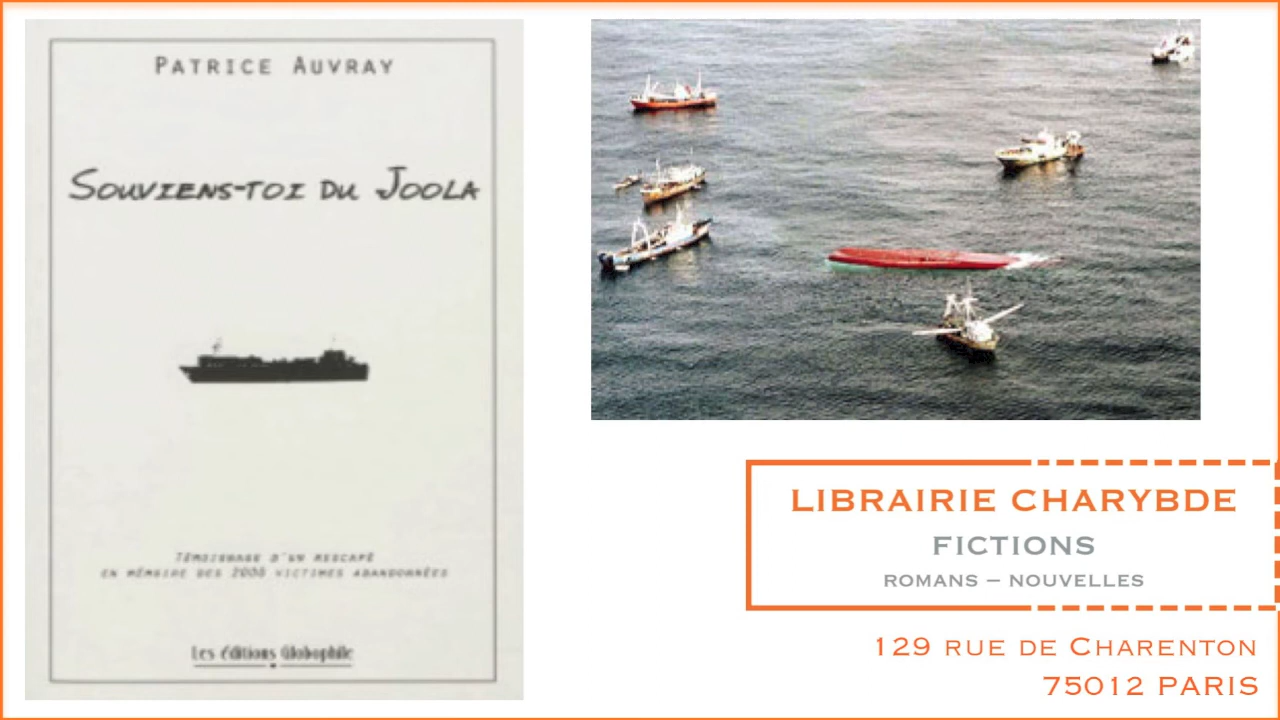 PATRICE AUVRAY
SOUVIENS-TOI DU JOOLA
TÉMOIGNAGE D'UN RESCAPÉ
EN MÉMOIRE DES 2000 VICTIMES ABANDONNÉES
Les éditions Globophile
LIBRAIRIE CHARYBDE
FICTIONS
ROMANS – NOUVELLES
129 RUE DE CHARENTON
75012 PARIS